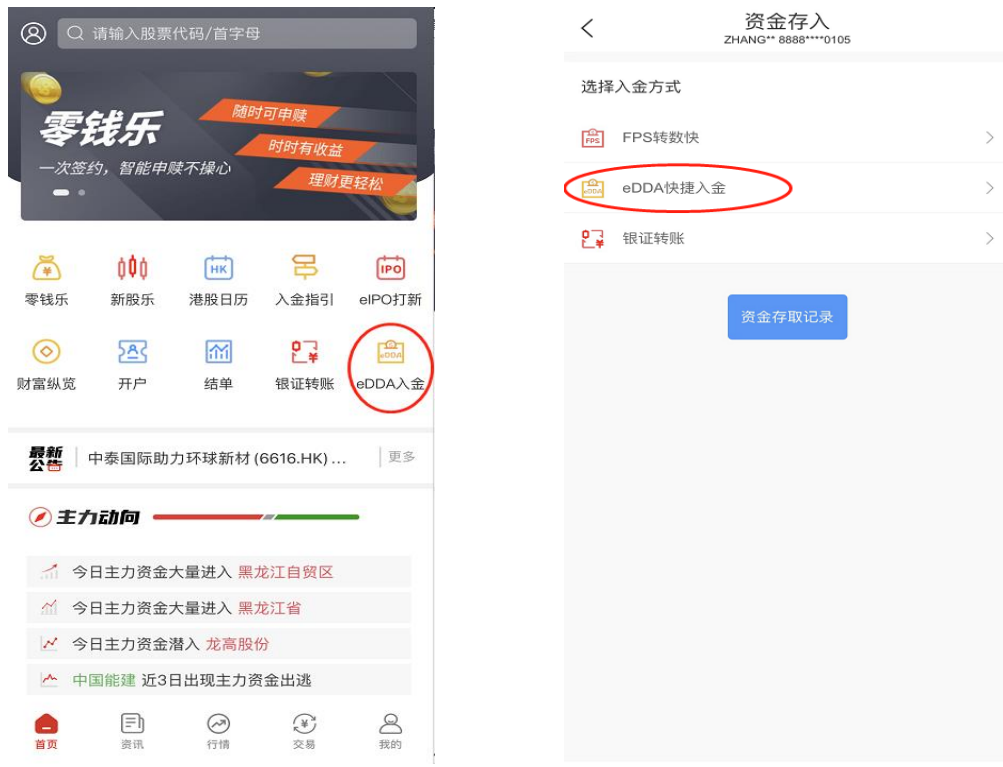 请输入股票代码/首字母
零钱乐
一次签约，智能申赎不操心
随时可申赎
时时有收益
理财更轻松
HK
IPO
零钱乐
新股乐
港股日历
入金指引
eIPO打新
eDDA
财富纵览
开户
结单
银证转账
eDDA入金
最新公告
中泰国际助力环球新材(6616.HK)...
更多
主力动向
今日主力资金大量进入 黑龙江自贸区
今日主力资金大量进入 黑龙江省
今日主力资金潜入 龙高股份
中国能建 近3日出现主力资金出逃
首页
资讯
行情
交易
我的
资金存入
ZHANG** 8888****0105
选择入金方式
FPS
FPS转数快
eDDA
eDDA快捷入金
银证转账
资金存取记录